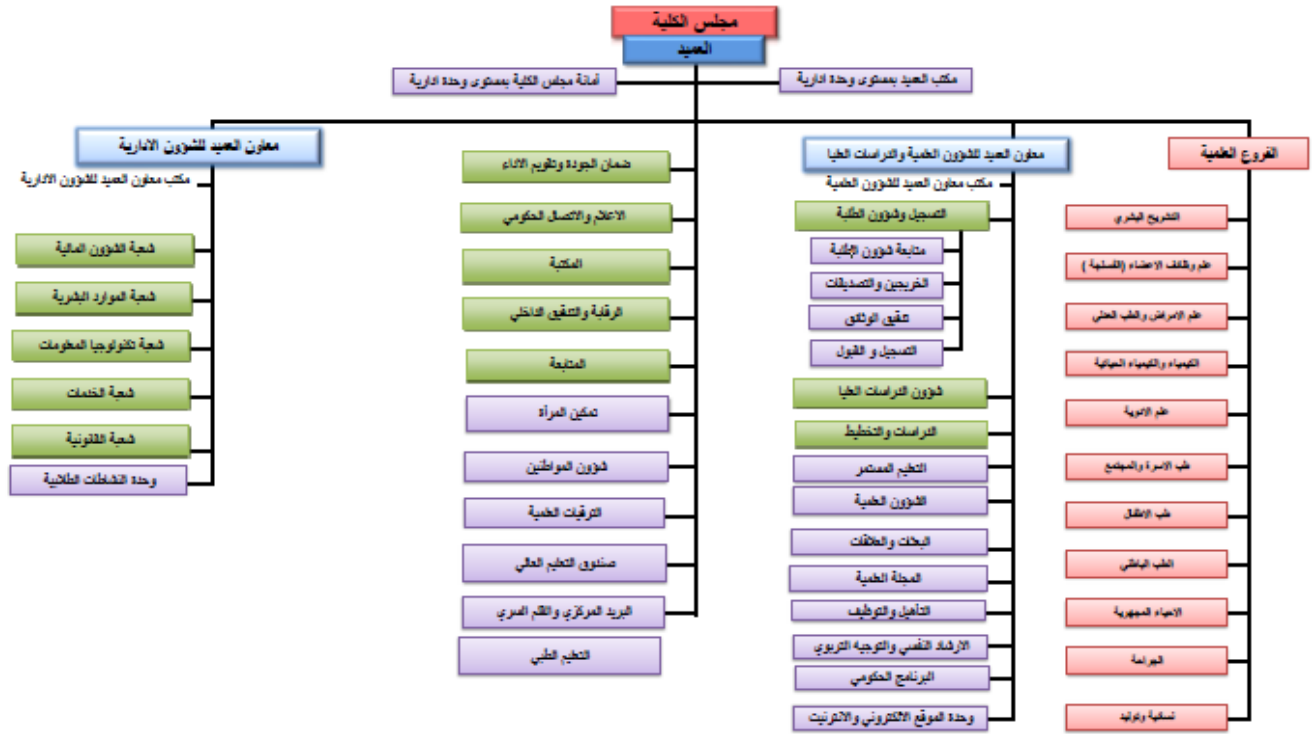 مجلس الكلية
العميد
مكتب العميد بمستوى وحدة ادارية
أمانة مجلس الكلية بمستوى وحدة ادارية
الفروع العلمية
التشريح البشري
علم وظائف الاعضاء (الفسلجة )
علم الامراض والطب العدلي
الكيمياء والكيمياء الحياتية
علم الادوية
طب الاسرة والمجتمع
طب الاطفال
الطب الباطني
الاحياء المجهرية
الجراحة
نسائية وتوليد
معاون العميد للشؤون العلمية والدراسات العليا
مكتب معاون العميد للشؤون العلمية
التسجيل وشؤون الطلبة
متابعة شؤون الطلبة
الخريجين والتصديقات
تدقيق الوثائق
التسجيل و القبول
شؤون الدراسات العليا
الدراسات والتخطيط
التعليم المستمر
الشؤون العلمية
البعثات والعلاقات
المجلة العلمية
التأهيل والتوظيف
الارشاد النفسي والتوجيه التربوي
البرنامج الحكومي
وحدة الموقع الالكتروني والانترنيت
ضمان الجودة وتقويم الاداء
الاعلام والاتصال الحكومي
المكتبة
الرقابة والتدقيق الداخلي
المتابعة
تمكين المرأة
شؤون المواطنين
الترقيات العلمية
صندوق التعليم العالي
البريد المركزي والقلم السري
التعليم الطبي
معاون العميد للشؤون الادارية
مكتب معاون العميد للشؤون الادارية
شعبة الشؤون المالية
شعبة الموارد البشرية
شعبة تكنولوجيا المعلومات
شعبة الخدمات
شعبة القانونية
وحدة النشاطات الطلابية